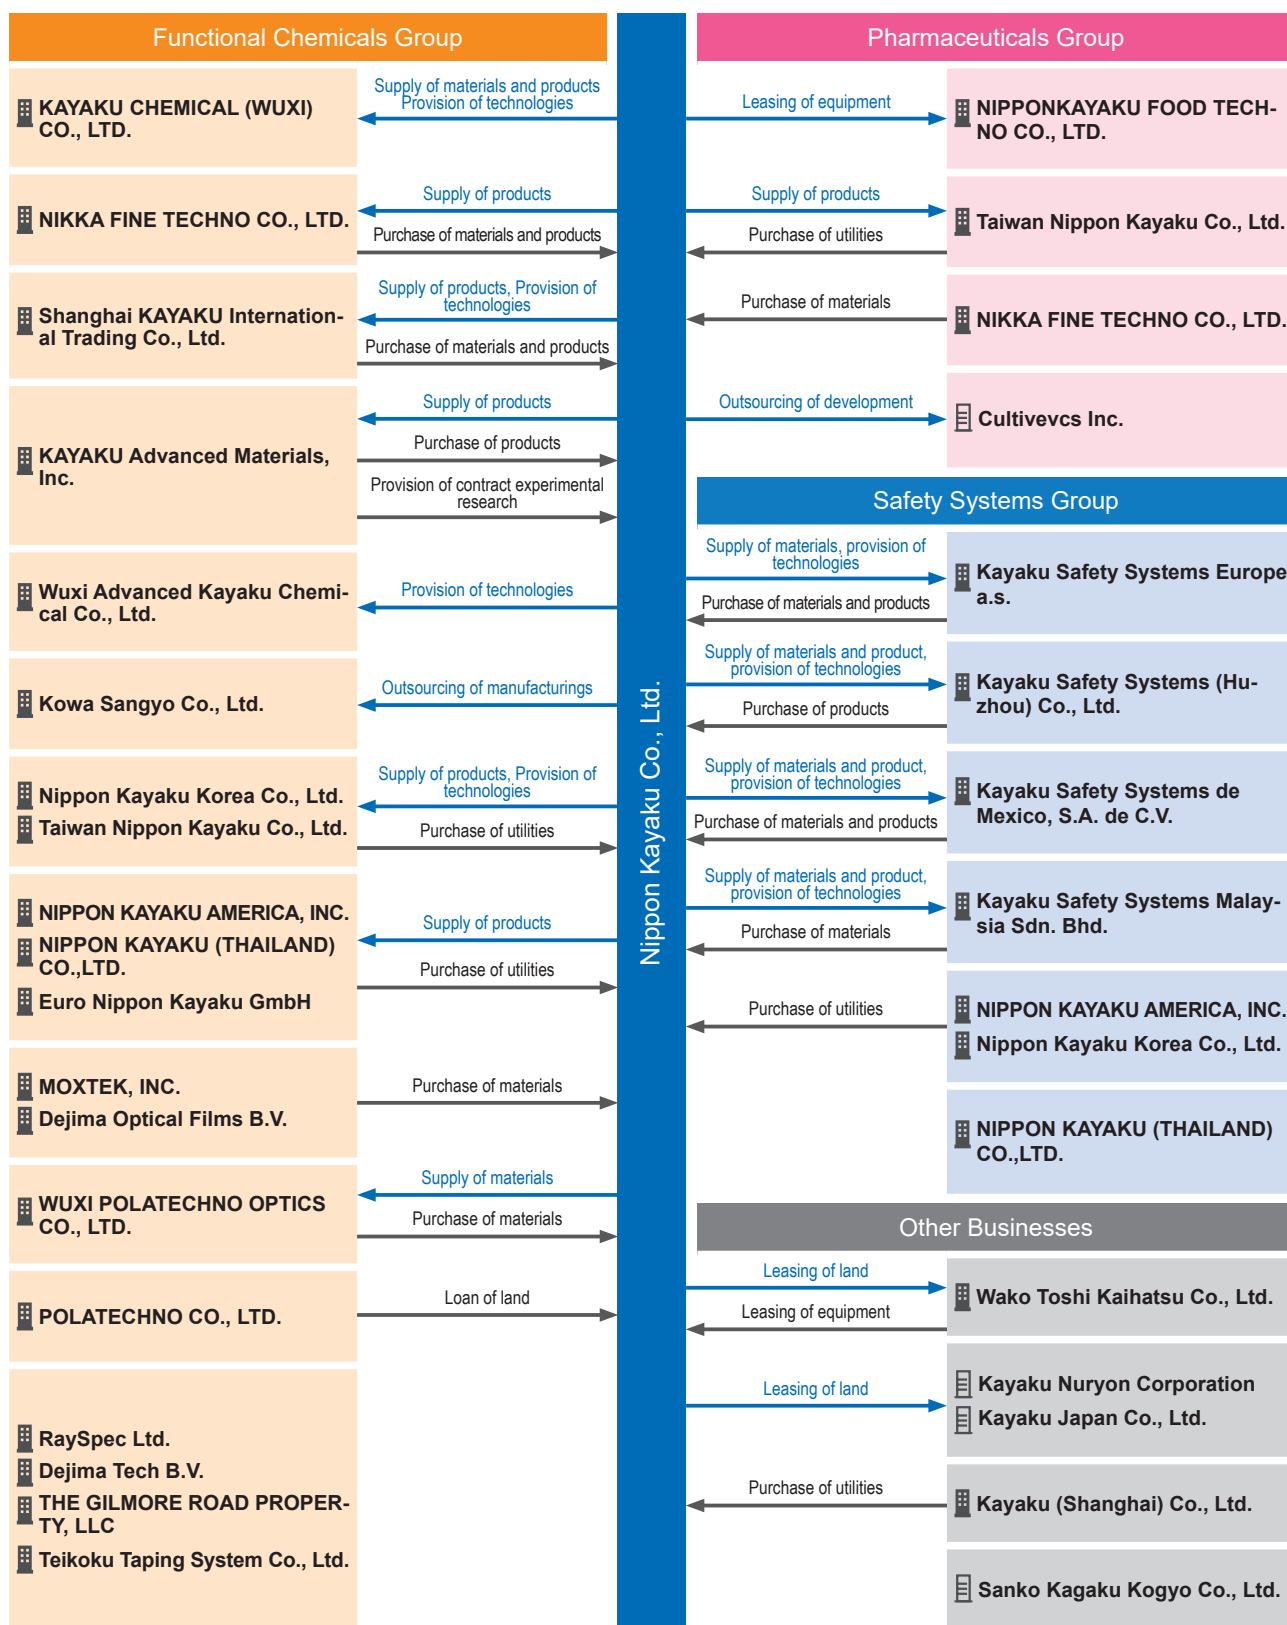 Functional Chemicals Group
KAYAKU CHEMICAL (WUXI)
CO., LTD.
Supply of materials and products
Provision of technologies
NIKKA FINE TECHNO CO., LTD.
Supply of products
Purchase of materials and products
Shanghai KAYAKU Internation-
al Trading Co., Ltd.
Supply of products, Provision of
technologies
Purchase of materials and products
KAYAKU Advanced Materials,
Inc.
Supply of products
Purchase of products
Provision of contract experimental
research
Wuxi Advanced Kayaku Chemi-
cal Co., Ltd.
Provision of technologies
Kowa Sangyo Co., Ltd.
Outsourcing of manufacturings
Nippon Kayaku Korea Co., Ltd.
Taiwan Nippon Kayaku Co., Ltd.
Supply of products, Provision of
technologies
Purchase of utilities
NIPPON KAYAKU AMERICA, INC.
NIPPON KAYAKU (THAILAND)
CO.,LTD.
Euro Nippon Kayaku GmbH
Supply of products
Purchase of utilities
MOXTEK, INC.
Dejima Optical Films B.V.
Purchase of materials
WUXI POLATECHNO OPTICS
CO., LTD.
Supply of materials
Purchase of materials
POLATECHNO CO., LTD.
Loan of land
RaySpec Ltd.
Dejima Tech B.V.
THE GILMORE ROAD PROPER-
TY, LLC
Teikoku Taping System Co., Ltd.
Nippon Kayaku Co., Ltd.
Pharmaceuticals Group
Leasing of equipment
NIPPONKAYAKU FOOD TECH-
NO CO., LTD.
Supply of products
Purchase of utilities
Taiwan Nippon Kayaku Co., Ltd.
Purchase of materials
NIKKA FINE TECHNO CO., LTD.
Outsourcing of development
Cultivevcs Inc.
Safety Systems Group
Supply of materials, provision of
technologies
Purchase of materials and products
Kayaku Safety Systems Europe
a.s.
Supply of materials and product,
provision of technologies
Purchase of products
Kayaku Safety Systems (Hu-
zhou) Co., Ltd.
Supply of materials and product,
provision of technologies
Purchase of materials and products
Kayaku Safety Systems de
Mexico, S.A. de C.V.
Supply of materials and product,
provision of technologies
Purchase of materials
Kayaku Safety Systems Malay-
sia Sdn. Bhd.
Purchase of utilities
NIPPON KAYAKU AMERICA, INC.
Nippon Kayaku Korea Co., Ltd.
NIPPON KAYAKU (THAILAND)
CO.,LTD.
Other Businesses
Leasing of land
Leasing of equipment
Wako Toshi Kaihatsu Co., Ltd.
Leasing of land
Kayaku Nuryon Corporation
Kayaku Japan Co., Ltd.
Purchase of utilities
Kayaku (Shanghai) Co., Ltd.
Sanko Kagaku Kogyo Co., Ltd.